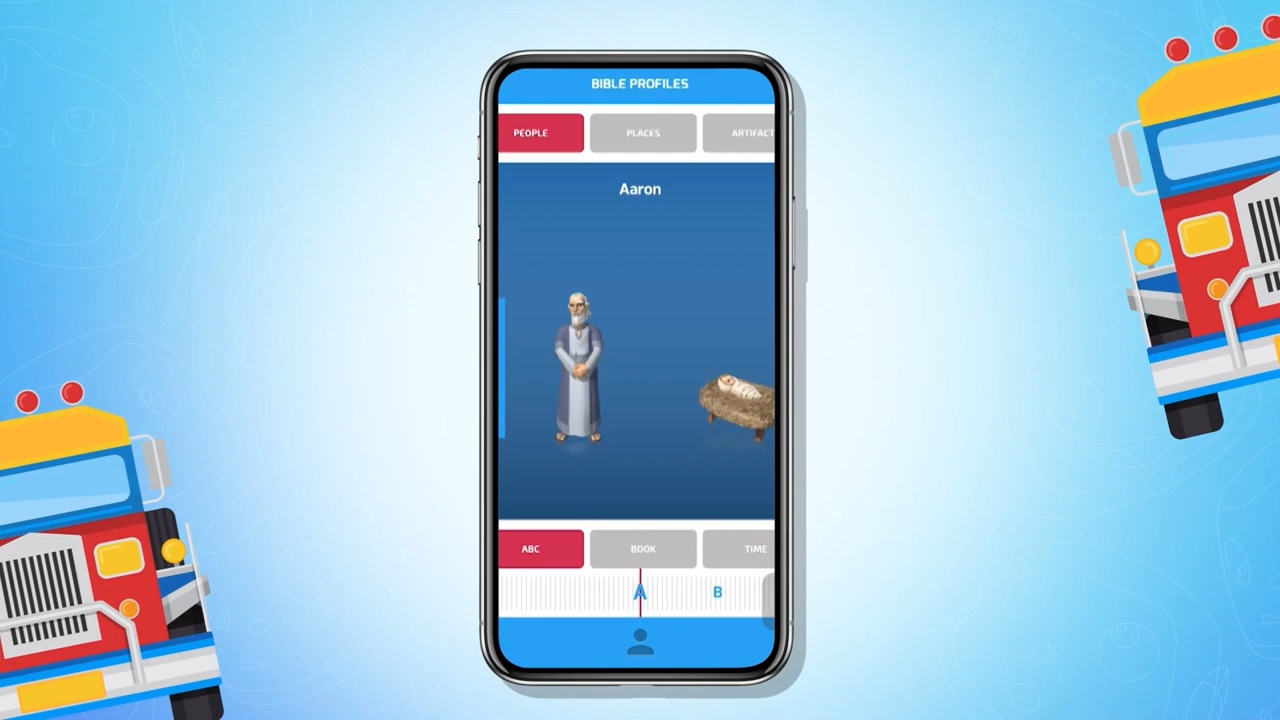 BIBLE PROFILES
PEOPLE PLACES ARTIFACT
Aaron
ABC BOOK TIME
A B